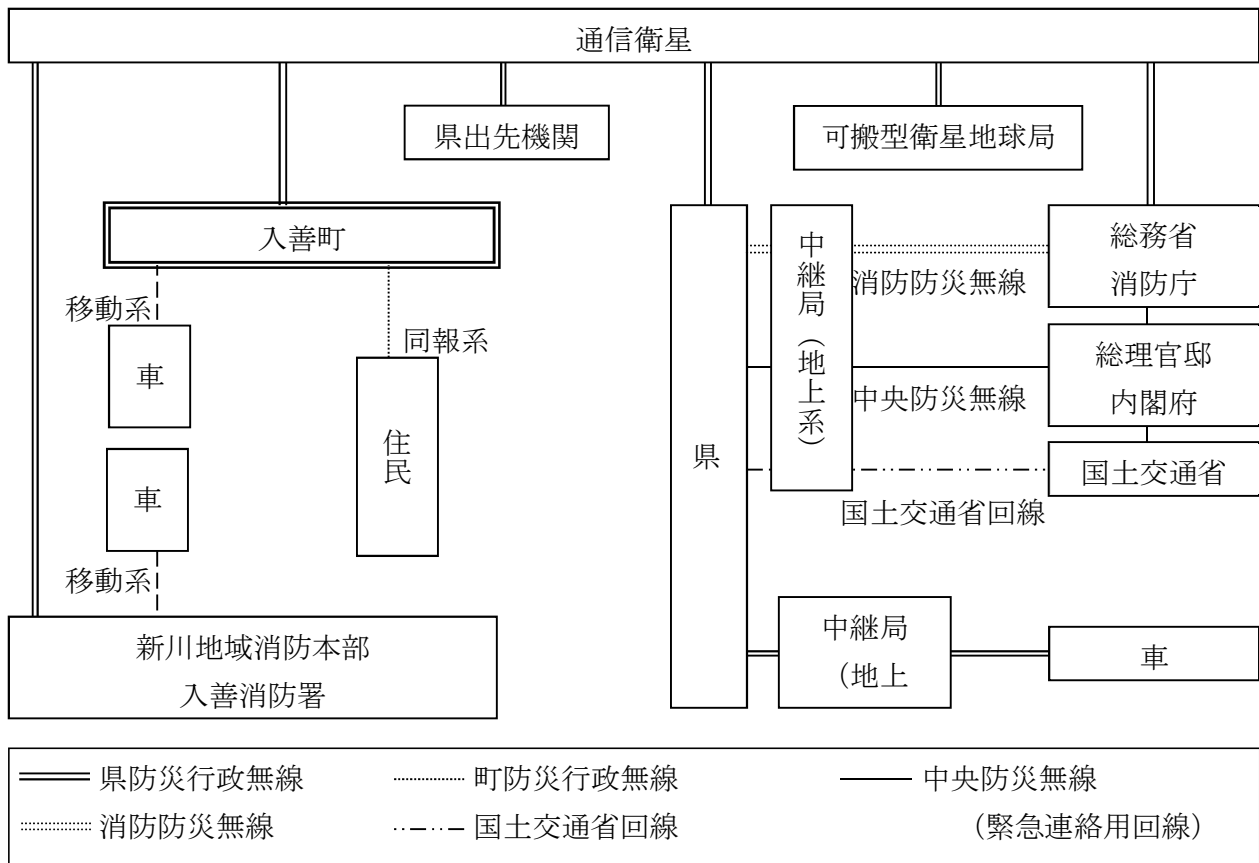 通信衛星
県出先機関
可搬型衛星地球局
入善町
移動系
車
同報系
住民
車
移動系
新川地域消防本部
入善消防署
県
中継局（地上系）
消防防災無線
中央防災無線
国土交通省回線
総務省
消防庁
総理官邸
内閣府
国土交通省
中継局
（地上
車
県防災行政無線
町防災行政無線
中央防災無線
消防防災無線
国土交通省回線
（緊急連絡用回線）